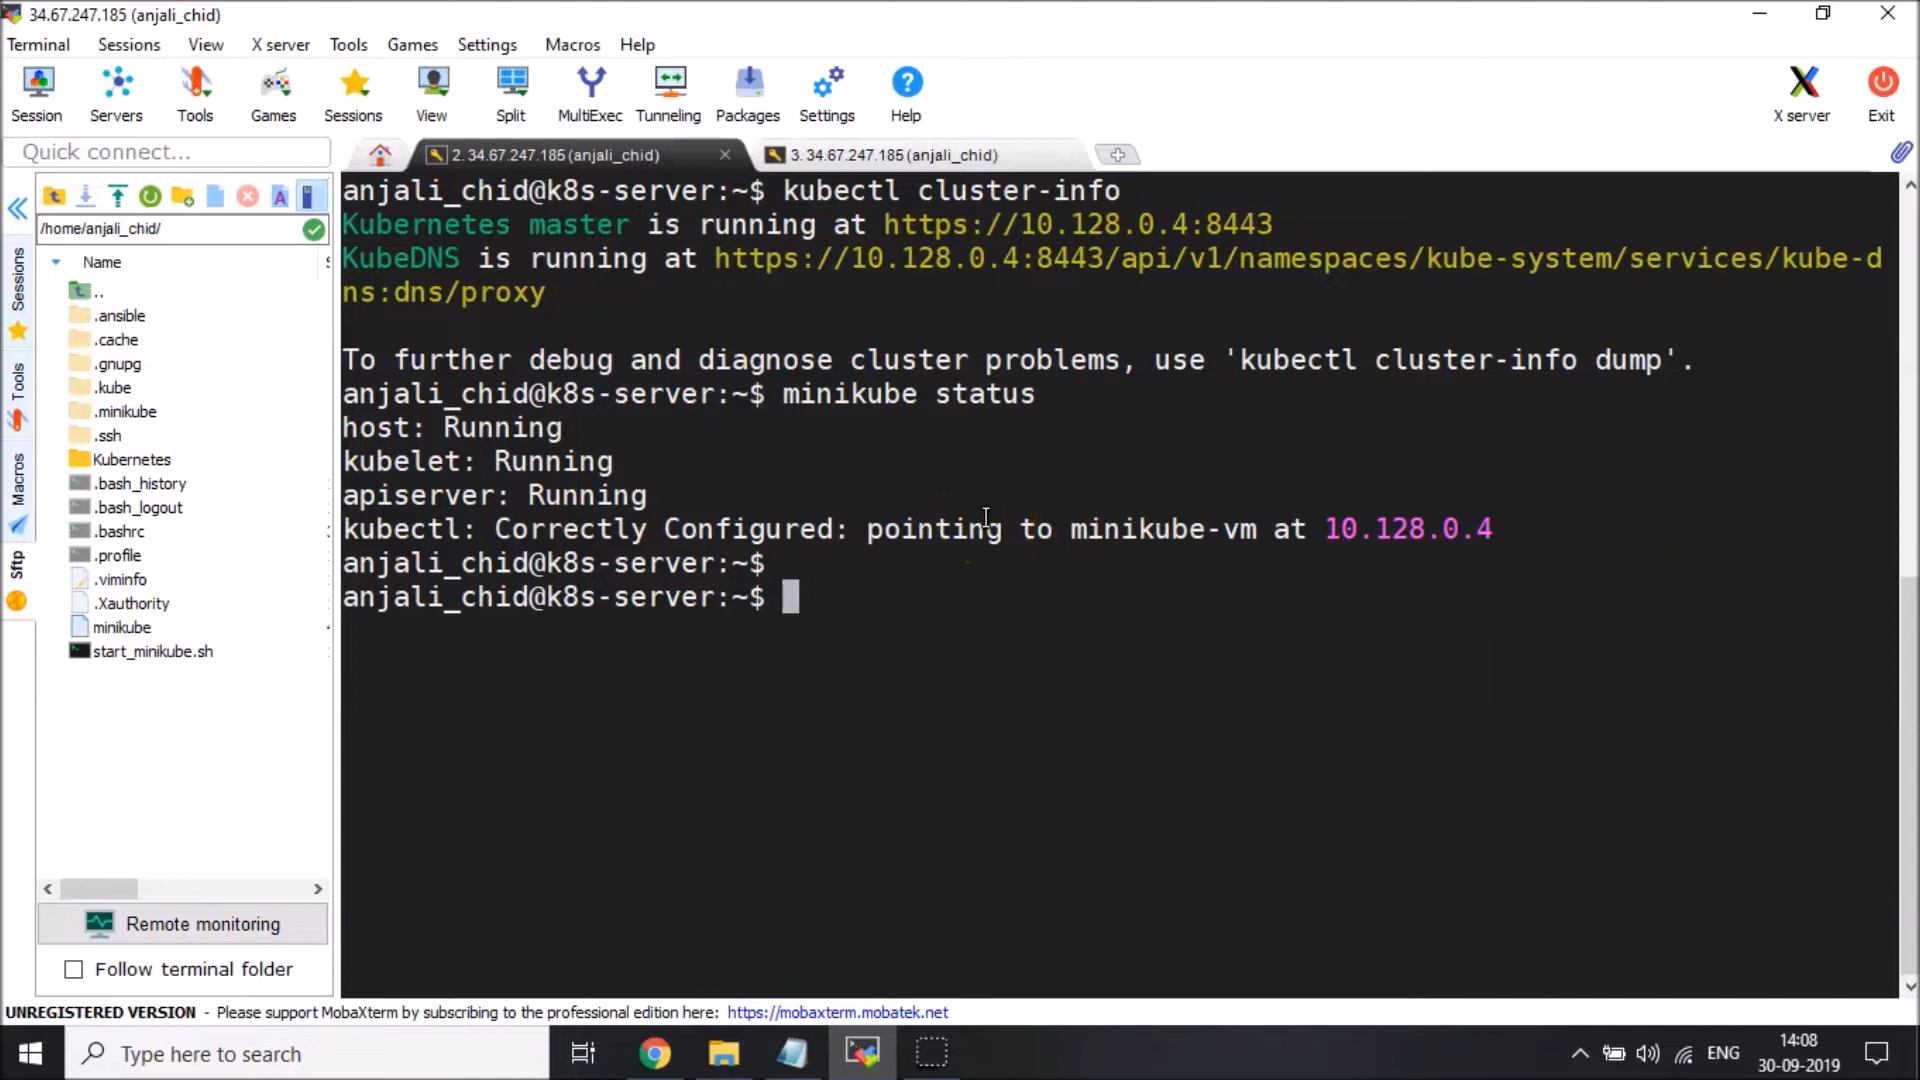 34.67.247.185 (anjali_chid)
Terminal Sessions View X server Tools Games Settings Macros Help
Session Servers Tools Games Sessions View Split MultiExec Tunneling Packages Settings Help X server Exit
Quick connect...
2. 34.67.247.185 (anjali_chid)
3. 34.67.247.185 (anjali_chid)
Sessions
Tools
Macros
Sftp
/home/anjali_chid/
Name
..
.ansible
.cache
.gnupg
.kube
.minikube
.ssh
Kubernetes
.bash_history
.bash_logout
.bashrc
.profile
.viminfo
.Xauthority
minikube
start_minikube.sh
Remote monitoring
Follow terminal folder
anjali_chid@k8s-server:~$ kubectl cluster-info
Kubernetes master is running at https://10.128.0.4:8443
KubeDNS is running at https://10.128.0.4:8443/api/v1/namespaces/kube-system/services/kube-d
ns:dns/proxy
To further debug and diagnose cluster problems, use 'kubectl cluster-info dump'.
anjali_chid@k8s-server:~$ minikube status
host: Running
kubelet: Running
apiserver: Running
kubectl: Correctly Configured: pointing to minikube-vm at 10.128.0.4
anjali_chid@k8s-server:~$
anjali_chid@k8s-server:~$
UNREGISTERED VERSION - Please support MobaXterm by subscribing to the professional edition here: https://mobaxterm.mobatek.net
Type here to search
ENG
14:08
30-09-2019